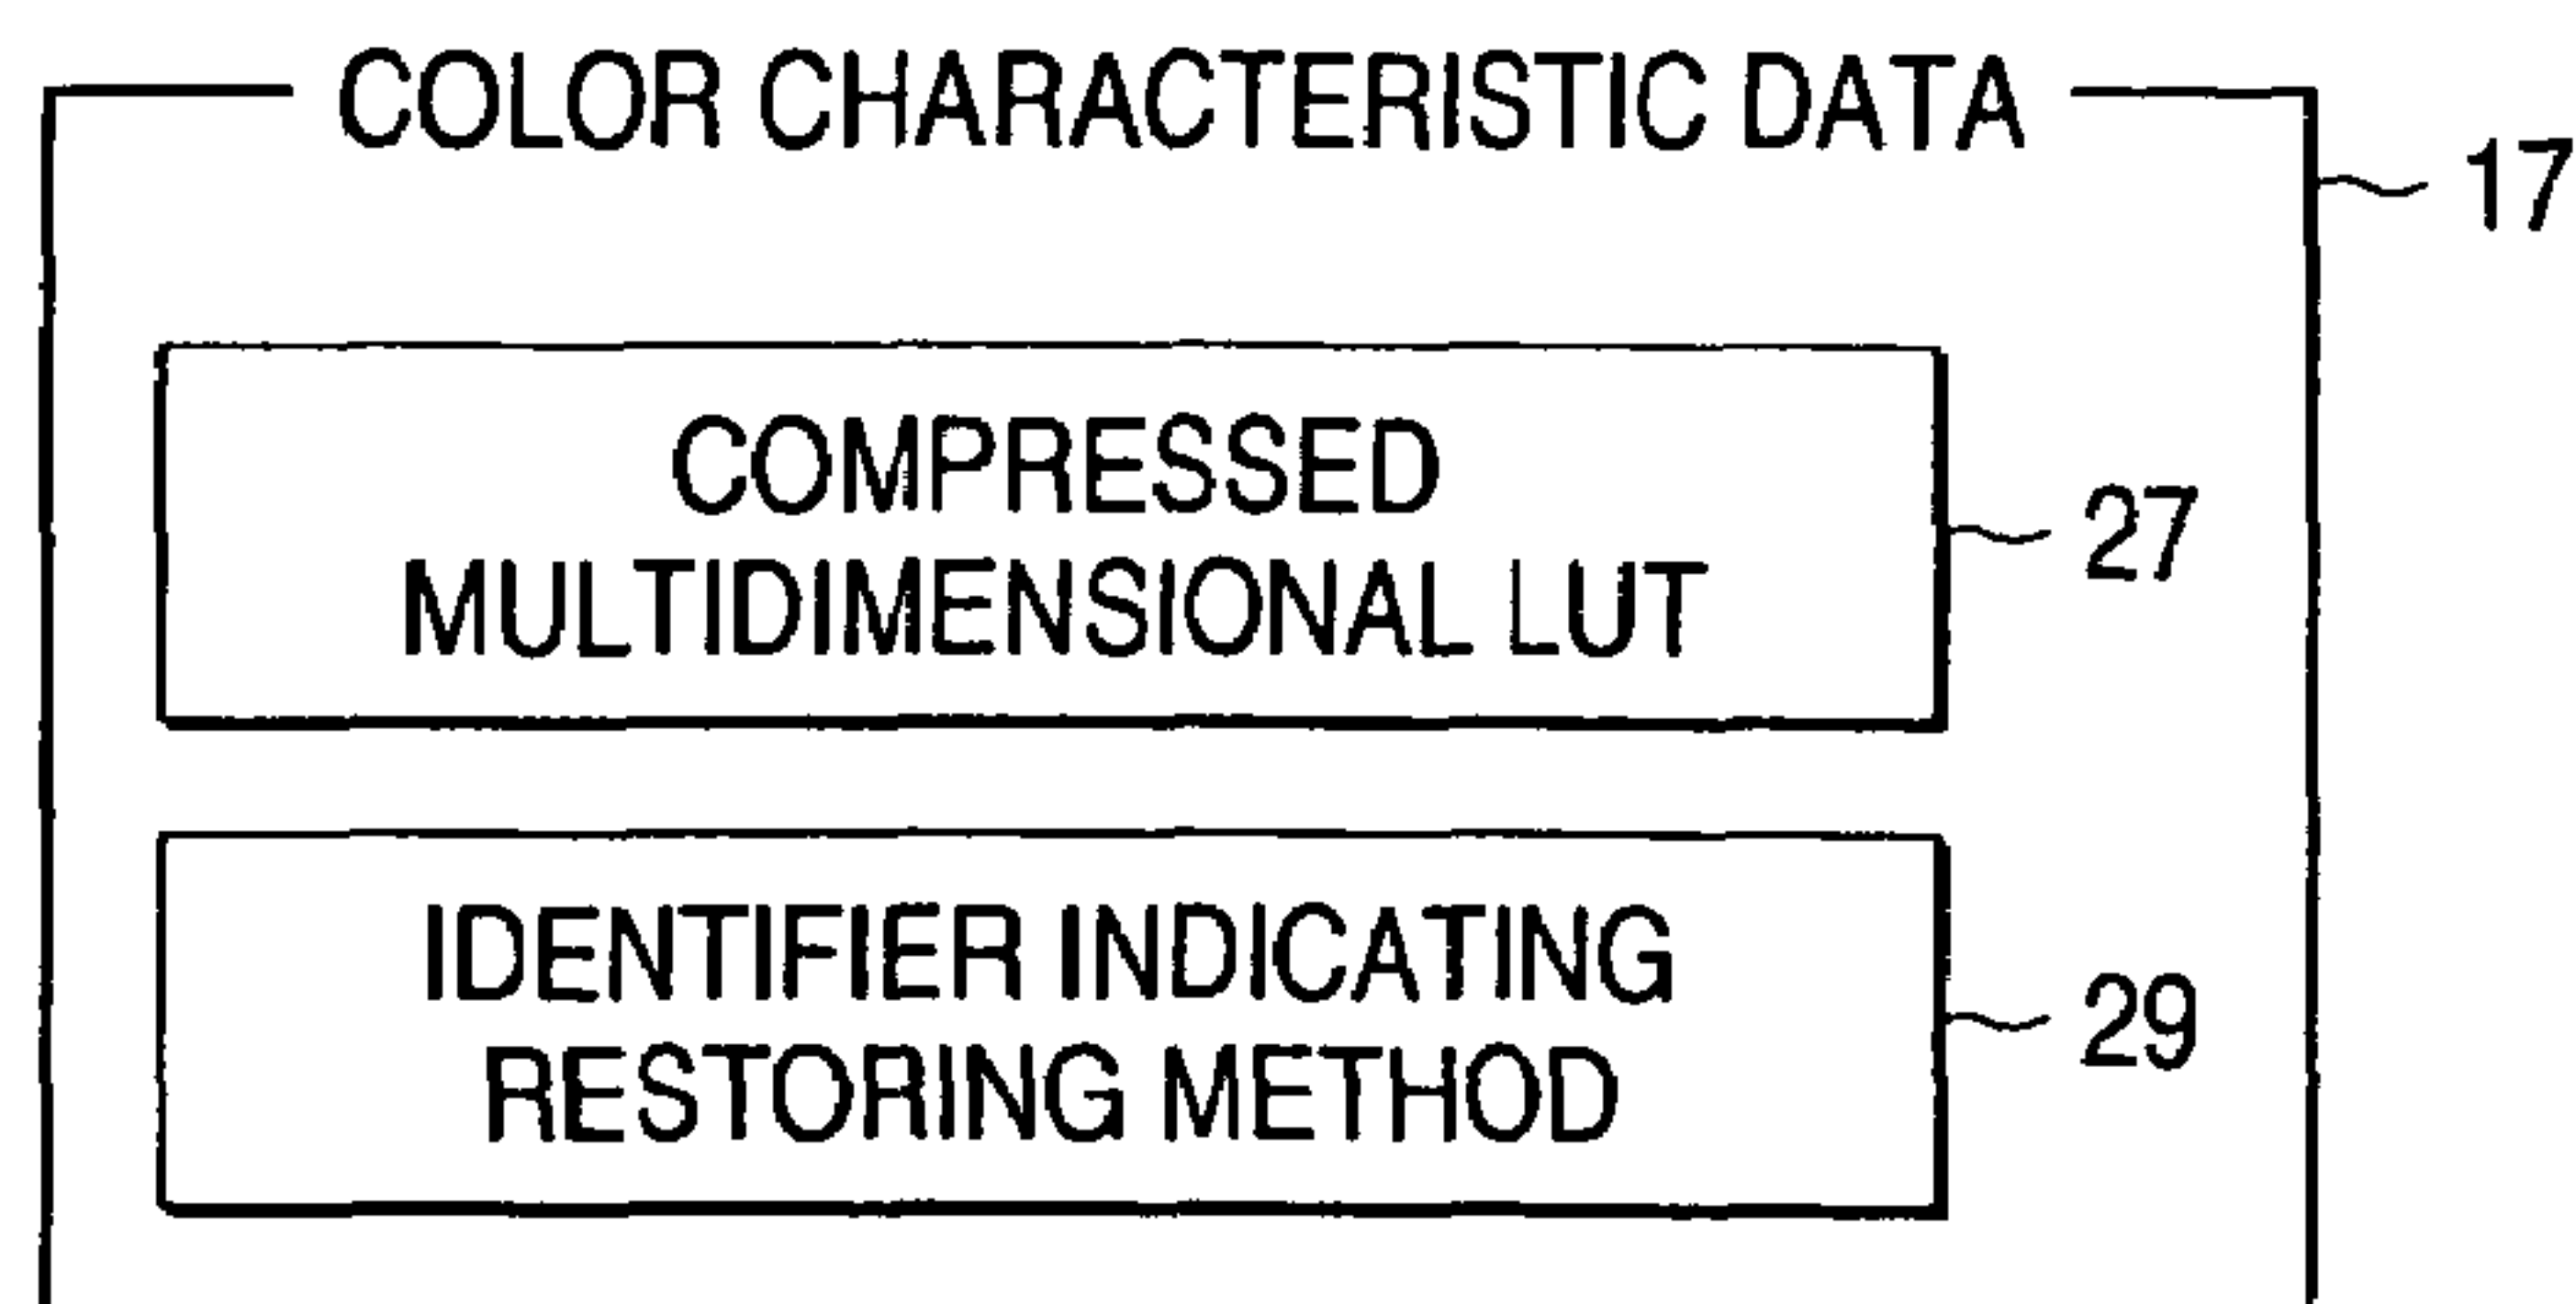 COLOR CHARACTERISTIC DATA
17
COMPRESSED
MULTIDIMENSIONAL LUT
27
IDENTIFIER INDICATING
RESTORING METHOD
29